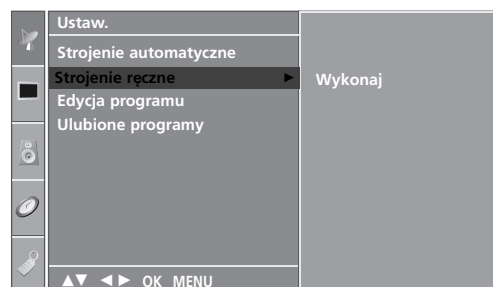 Ustaw.
Strojenie automatyczne
Strojenie ręczne ► Wykonaj
Edycja programu
Ulubione programy
▲▼ ◄► OK MENU